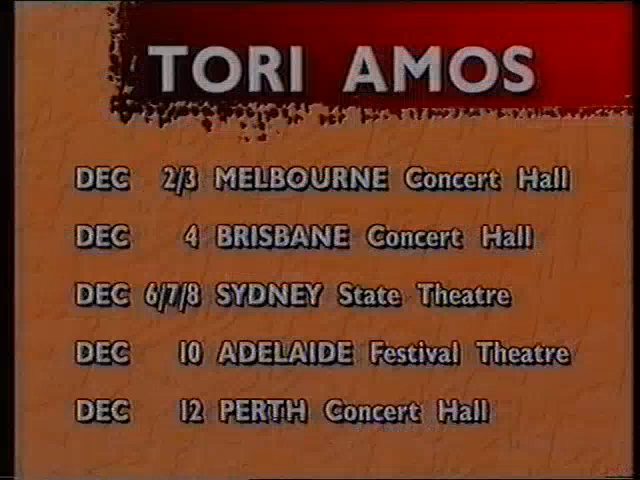 TORI AMOS
DEC 2/3 MELBOURNE Concert Hall
DEC 4 BRISBANE Concert Hall
DEC 6/7/8 SYDNEY State Theatre
DEC 10 ADELAIDE Festival Theatre
DEC 12 PERTH Concert Hall